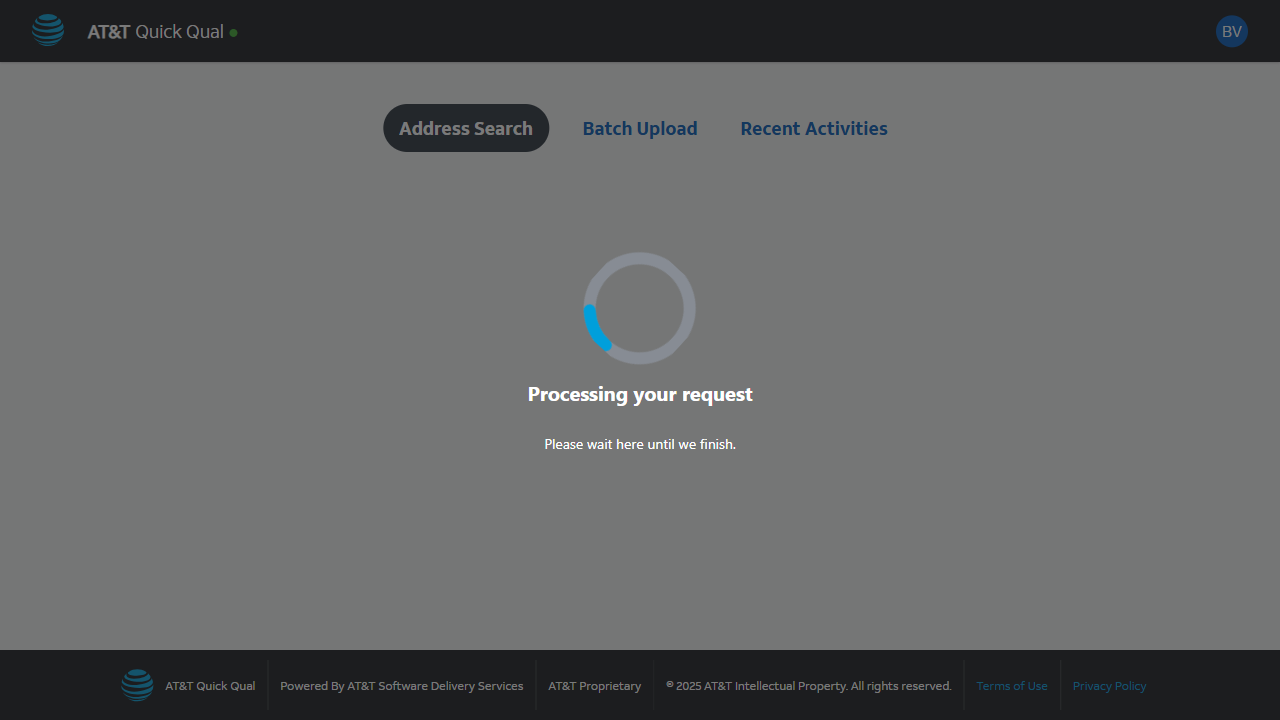 AT&T Quick Qual
BV
Address Search
Batch Upload
Recent Activities
Processing your request
Please wait here until we finish.
AT&T Quick Qual
Powered By AT&T Software Delivery Services
AT&T Proprietary
© 2025 AT&T Intellectual Property. All rights reserved.
Terms of Use
Privacy Policy